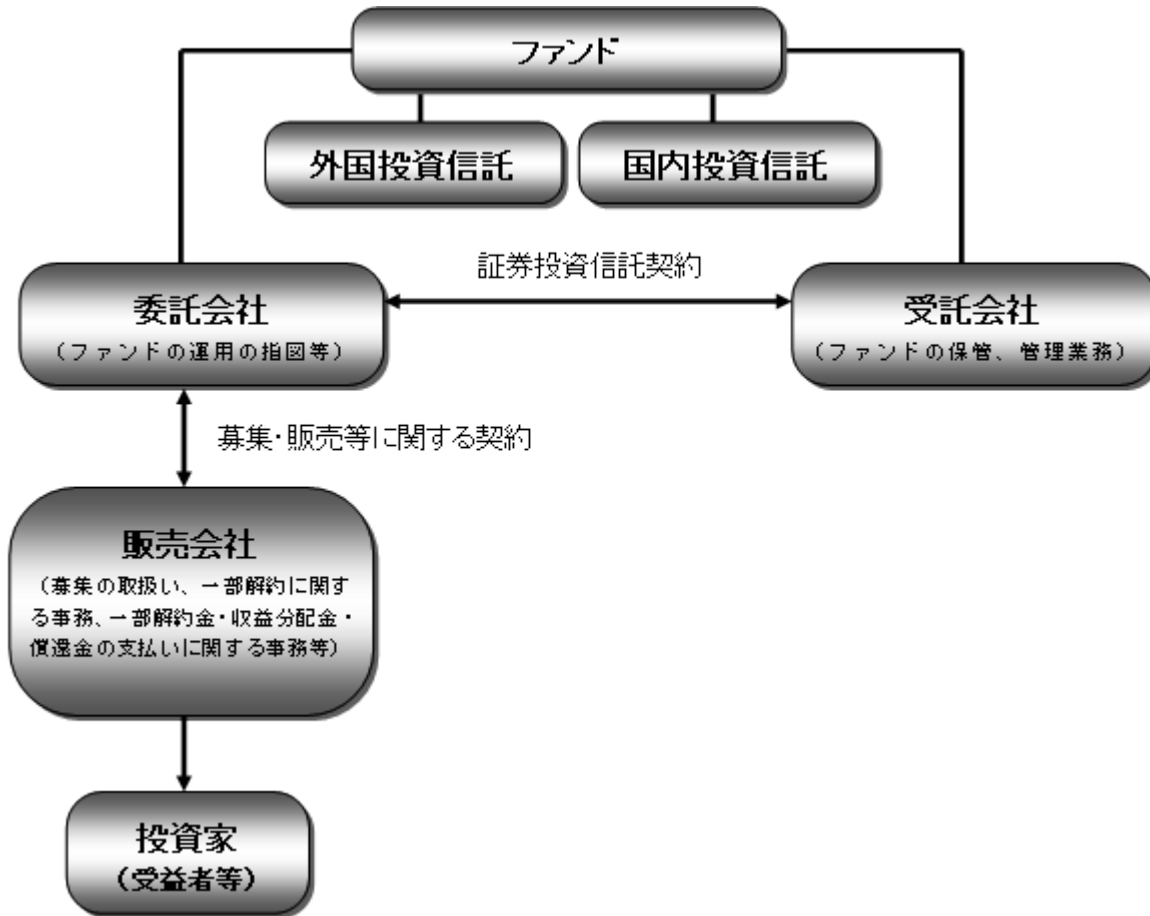 ファンド
外国投資信託
国内投資信託
証券投資信託契約
委託会社
（ファンドの運用の指図等）
受託会社
（ファンドの保管、管理業務）
募集・販売等に関する契約
販売会社
（募集の取扱い、一部解約に関す
る事務、一部解約金・収益分配金・
償還金の支払いに関する事務等）
投資家
（受益者等）